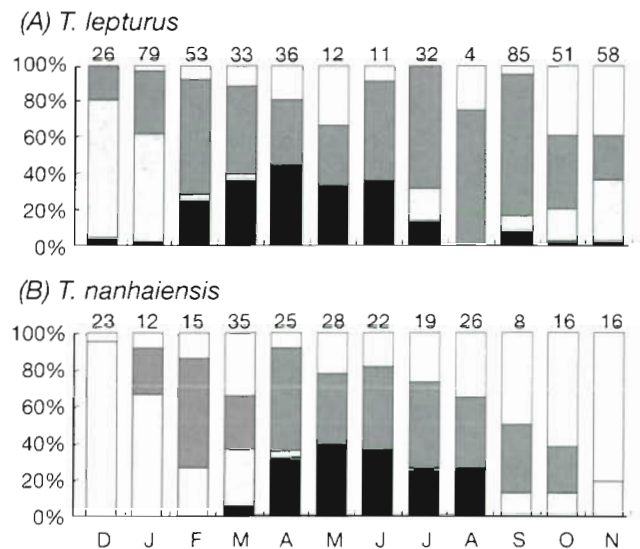 (A) T. lepturus
26 79 53 33 36 12 11 32 4 85 51 58
100%
80%
60%
40%
20%
0%
(B) T. nanhaiensis
23 12 15 35 25 28 22 19 26 8 16 16
100%
80%
60%
40%
20%
0%
D J F M A M J J A S O N